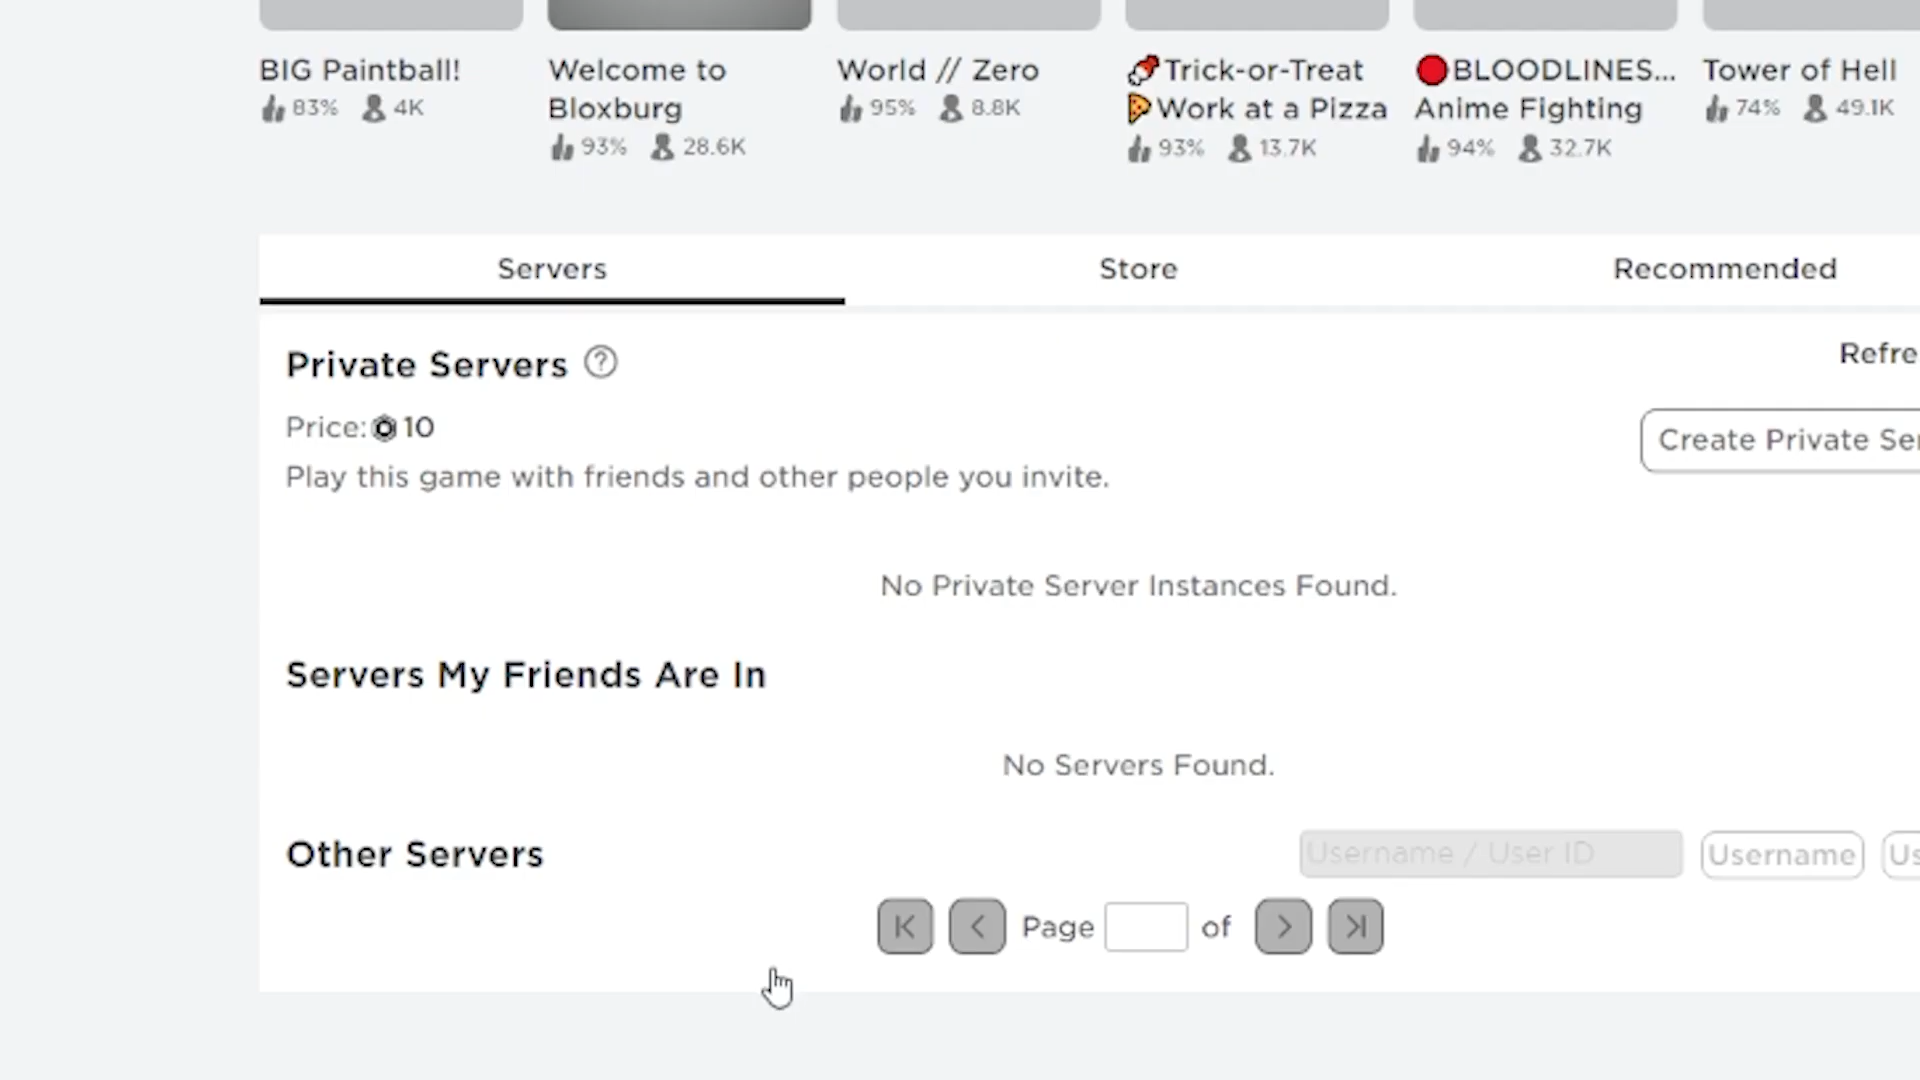 BIG Paintball!
83% 4K
Welcome to
Bloxburg
93% 28.6K
World // Zero
95% 8.8K
Trick-or-Treat
Work at a Pizza
93% 13.7K
BLOODLINES...
Anime Fighting
94% 32.7K
Tower of Hell
74% 49.1K
Servers
Store
Recommended
Private Servers ?
Refre
Price: 10
Create Private Ser
Play this game with friends and other people you invite.
No Private Server Instances Found.
Servers My Friends Are In
No Servers Found.
Other Servers
Username / User ID
Username
Us
Page
of